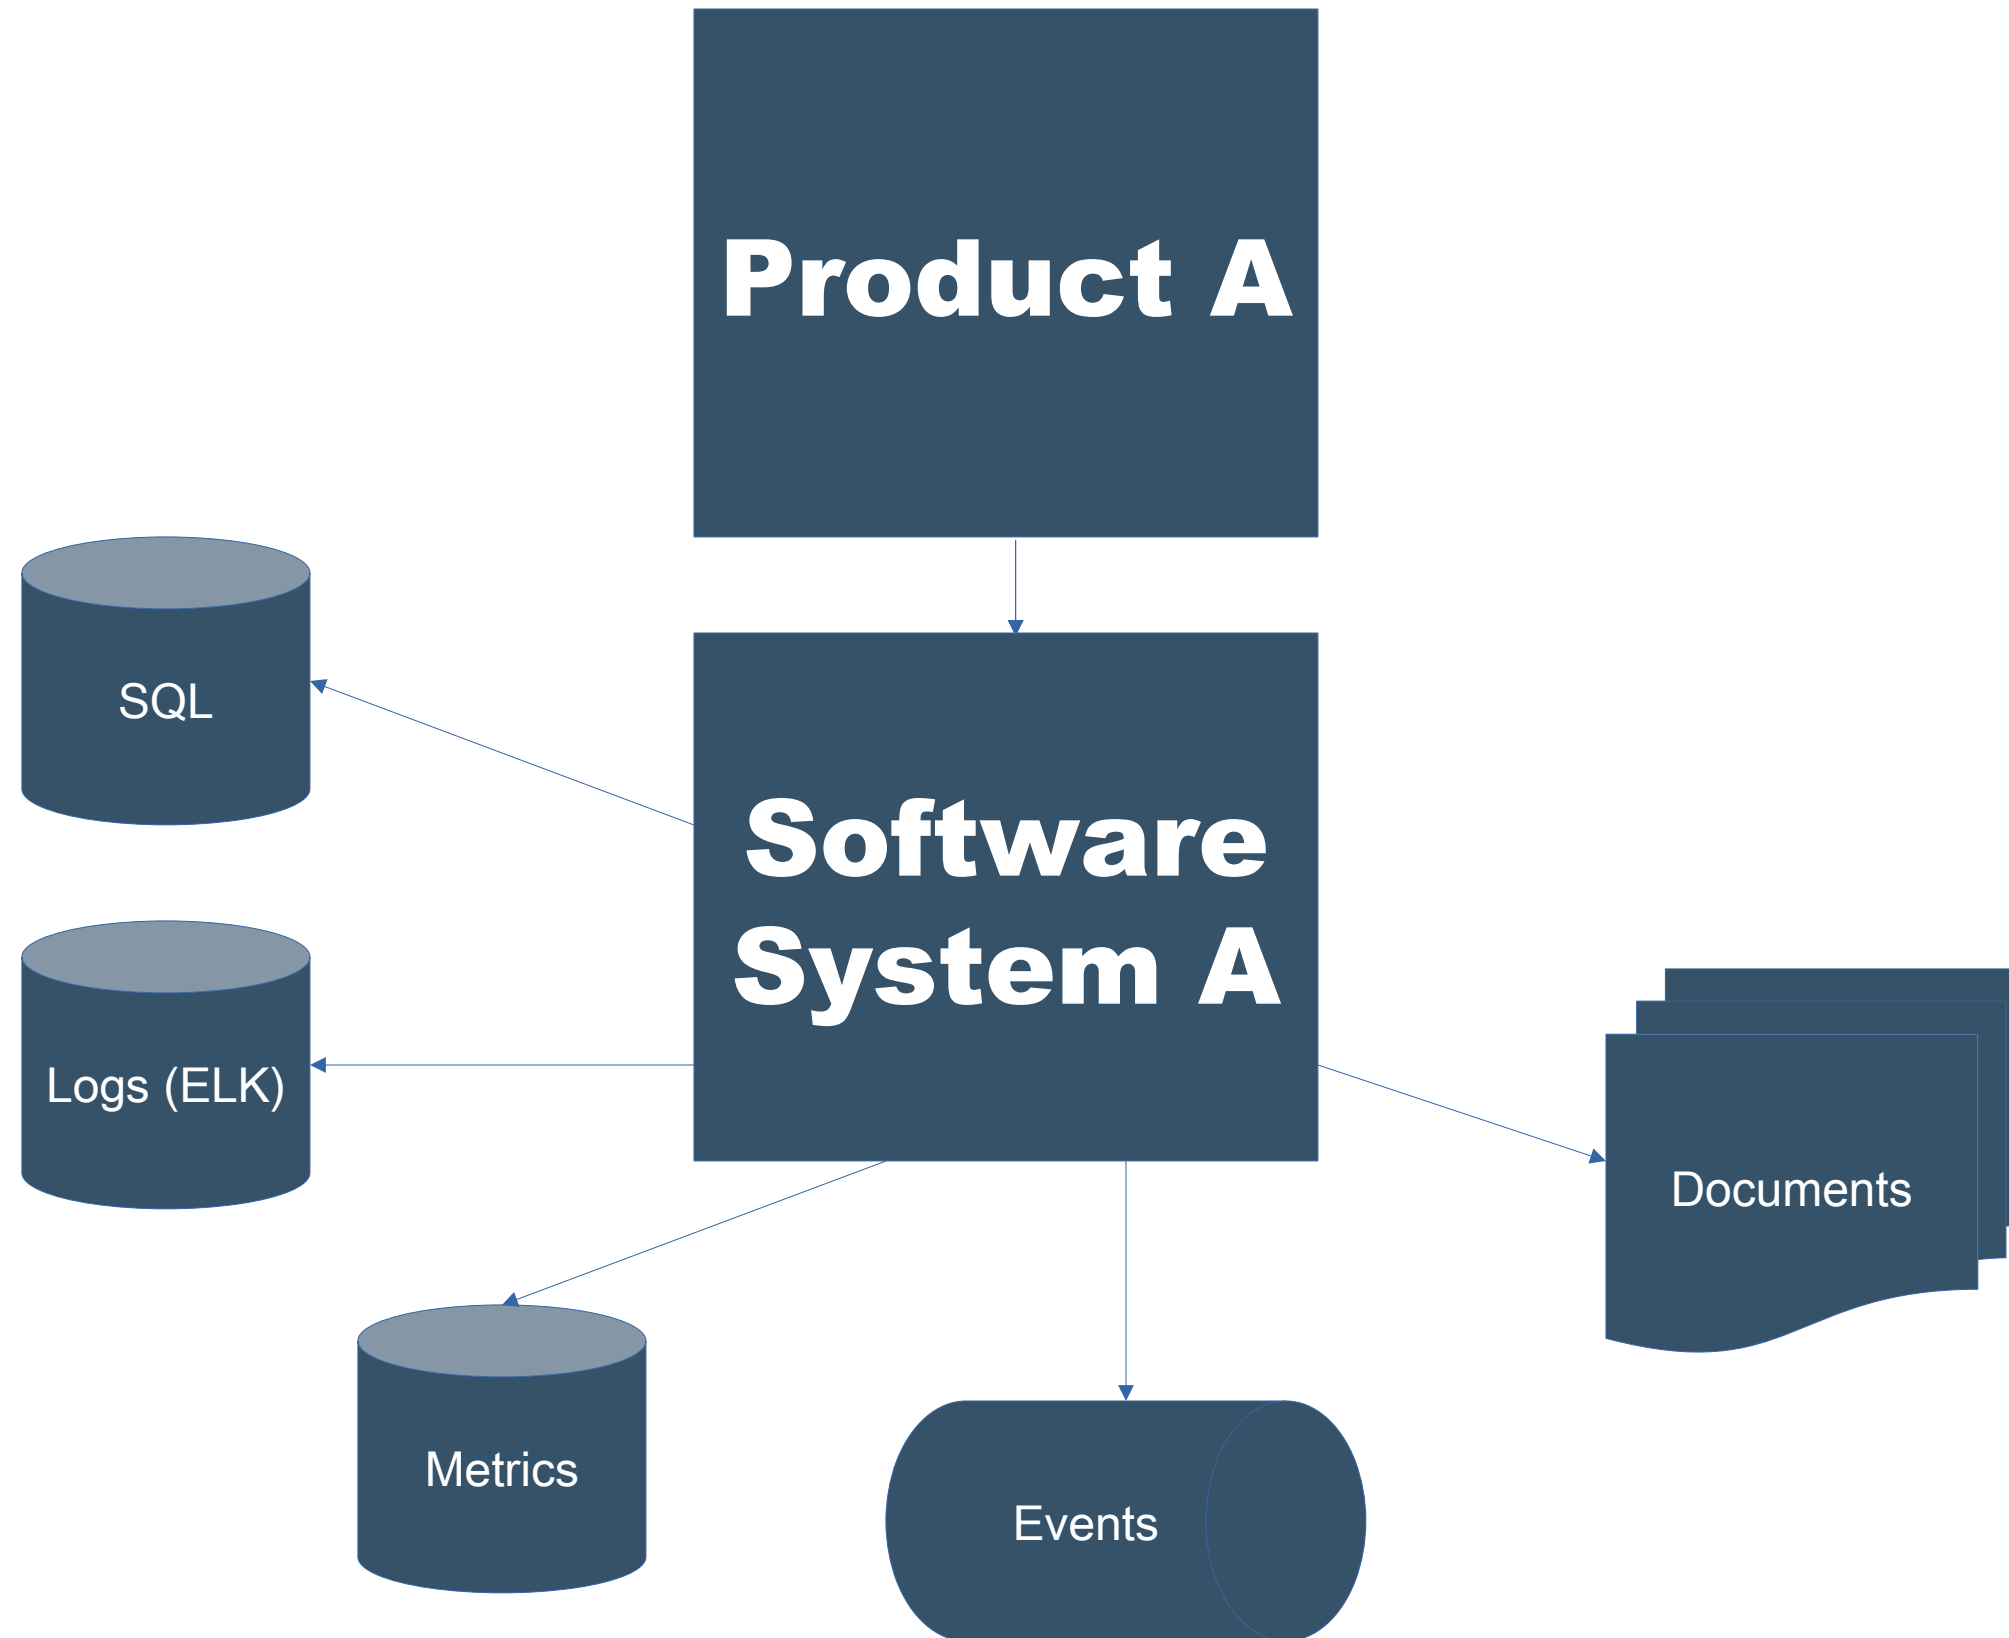 Product A
SQL
Software
System A
Logs (ELK)
Documents
Metrics
Events